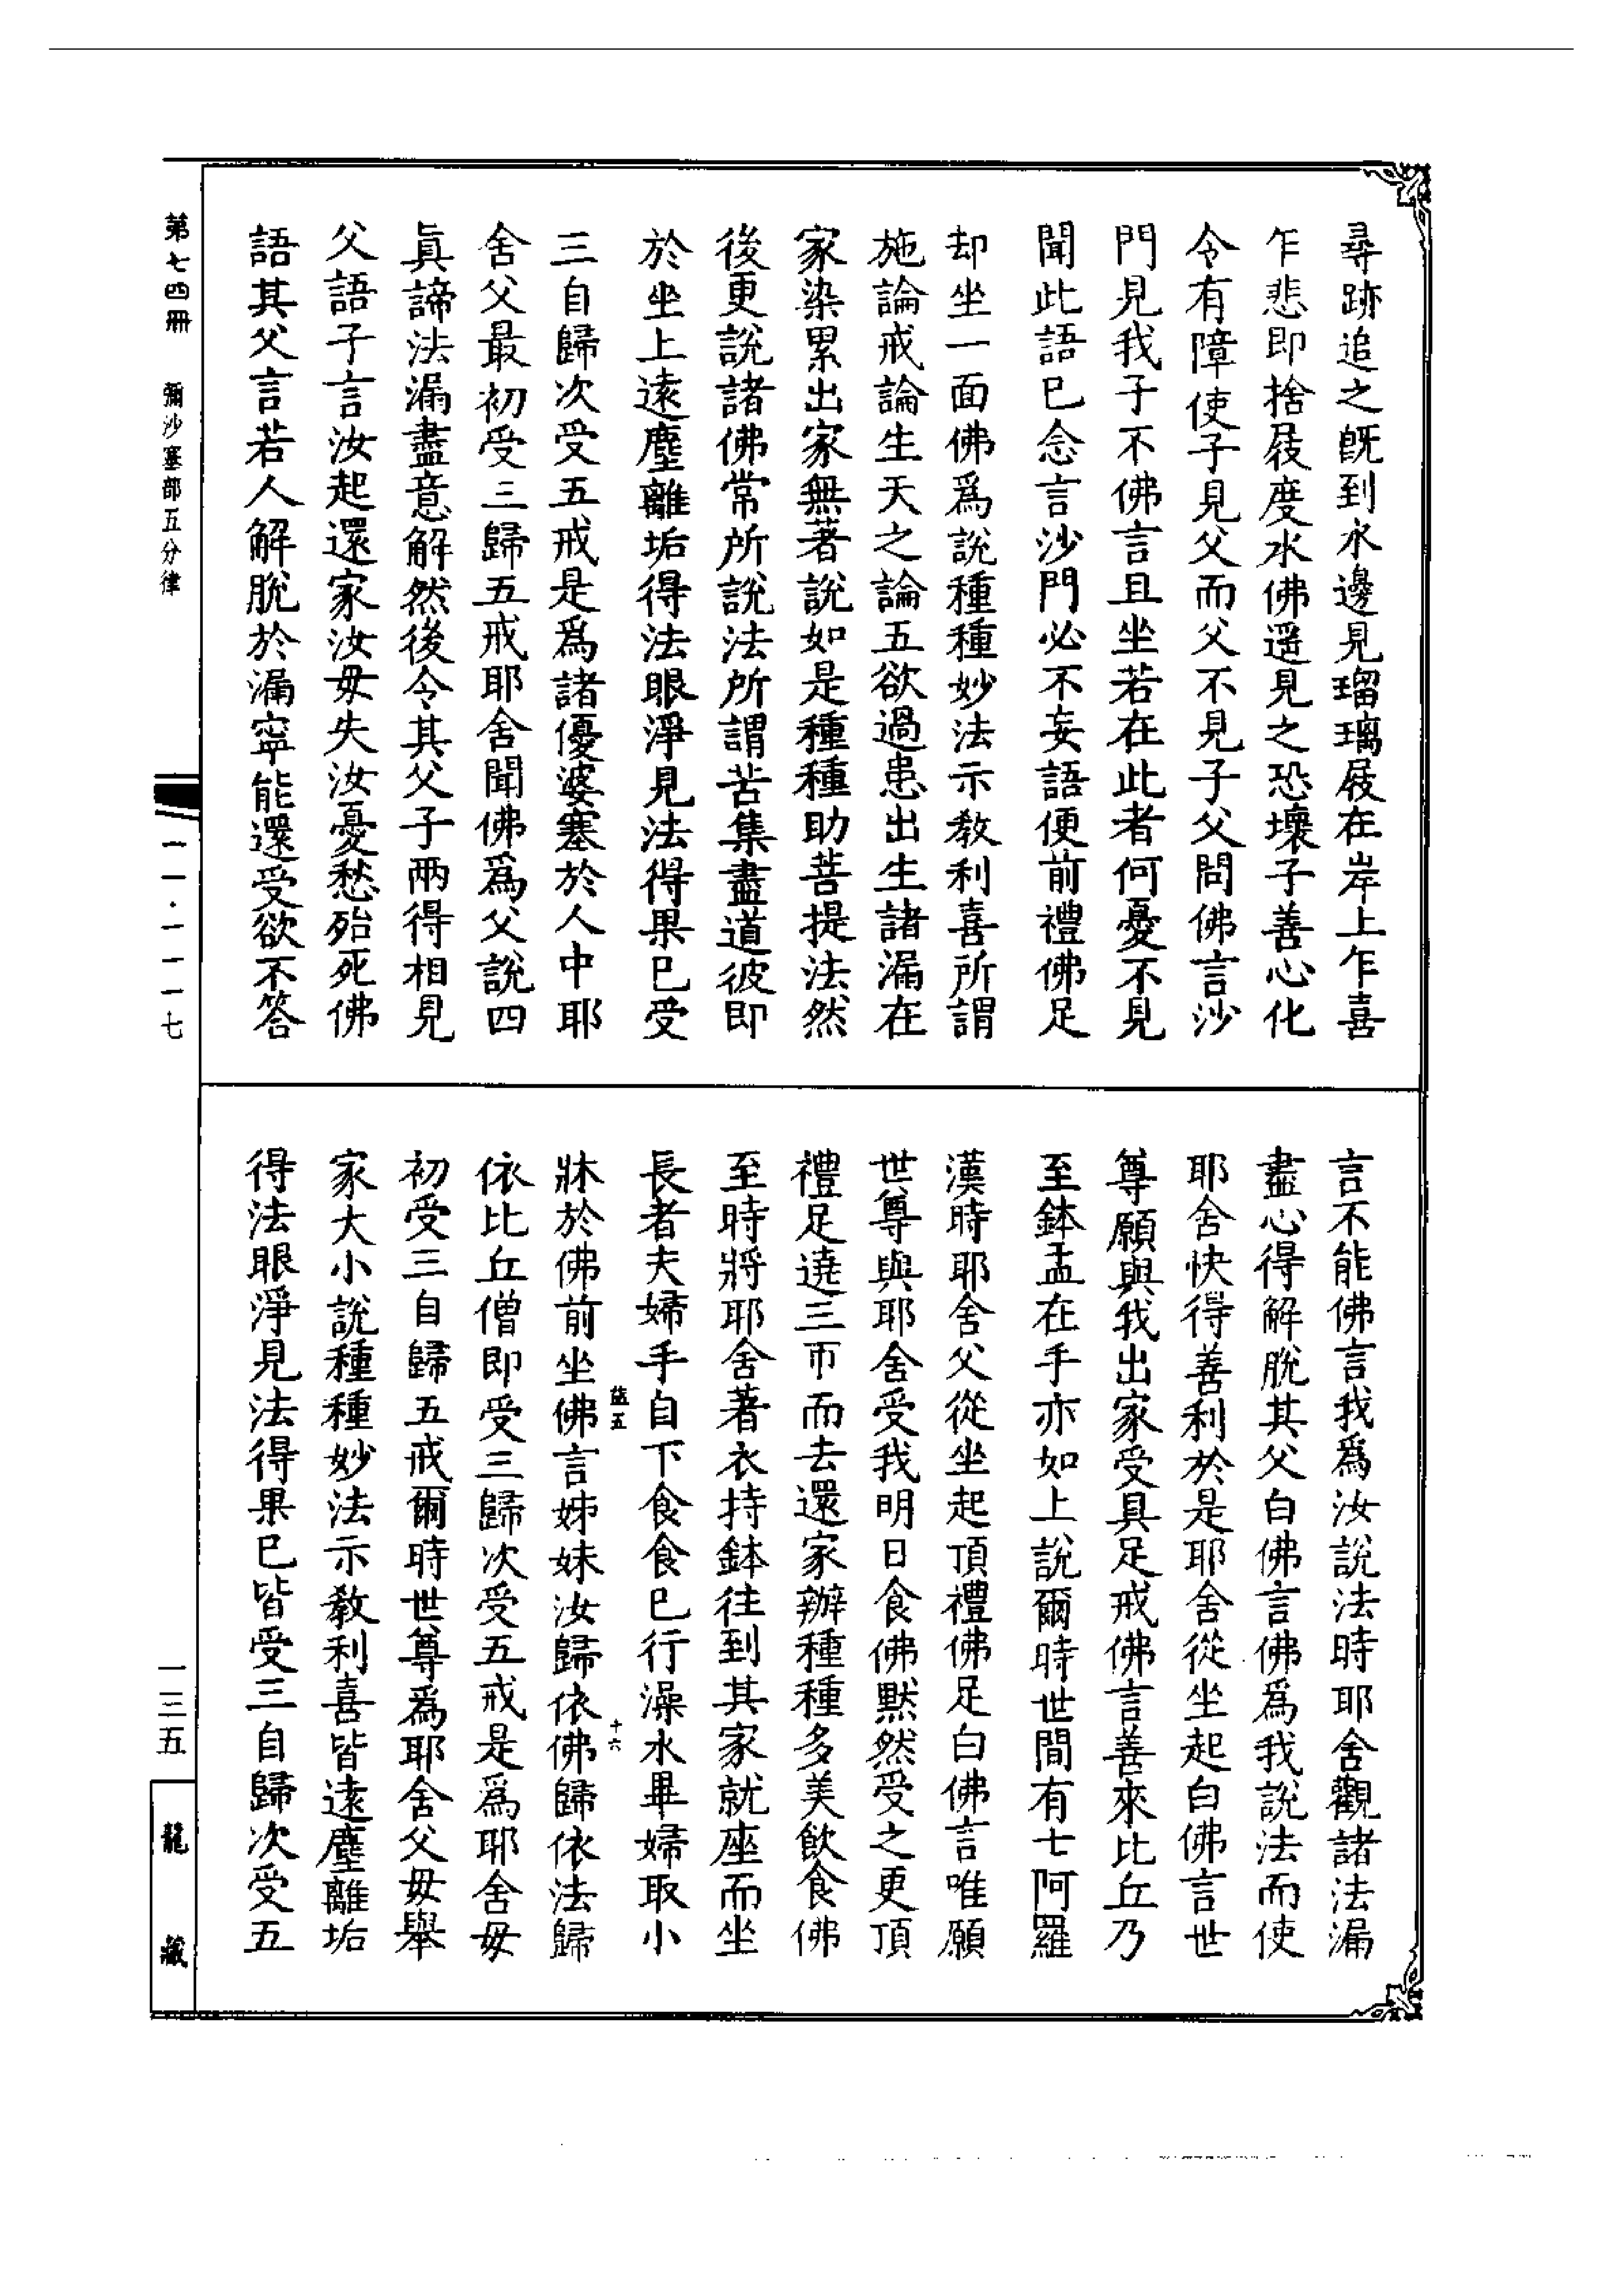 尋跡追之旣到水邊見瑠璃屐在岸上乍喜
乍悲即捨屐度水佛遥見之恐壞子善心化
令有障使子見父而父不見子父問佛言沙
門見我子不佛言且坐若在此者何憂不見
聞此語已念言沙門必不妄語便前禮佛足
却坐一面佛爲説種種妙法示教利喜所謂
施論戒論生天之論五欲過患出生諸漏在
家染累出家無著説如是種種助菩提法然
後更説諸佛常所説法所謂苦集盡道彼即
於坐上遠塵離垢得法眼淨見法得果已受
三自歸次受五戒是爲諸優婆塞於人中耶
舍父最初受三歸五戒耶舍聞佛爲父説四
眞諦法漏盡意解然後令其父子兩得相見
父語子言汝起還家汝毋失汝憂愁殆死佛
語其父言若人解脫於漏寧能還受欲不答
言不能佛言我爲汝説法時耶舍觀諸法漏
盡心得解脫其父白佛言佛爲我説法而使
耶舍快得善利於是耶舍從坐起白佛言世
尊願與我出家受具足戒佛言善來比丘乃
至鉢盂在手亦如上説爾時世間有七阿羅
漢時耶舍父從坐起頂禮佛足白佛言唯願
世尊與耶舍受我明日食佛默然受之更頂
禮足遶三帀而去還家辦種種多美飲食佛
至時將耶舍著衣持鉢往到其家就座而坐
長者夫婦手自下食食已行澡水畢婦取小
牀於佛前坐佛言姊妹汝歸依佛歸依法歸
依比丘僧即受三歸次受五戒是爲耶舍毋
初受三自歸五戒爾時世尊爲耶舍父毋舉
家大小説種種妙法示教利喜皆遠塵離垢
得法眼淨見法得果已皆受三自歸次受五
益五
十六
第七四册
彌沙塞部五分律
一一·一一一七
一三五
龍藏